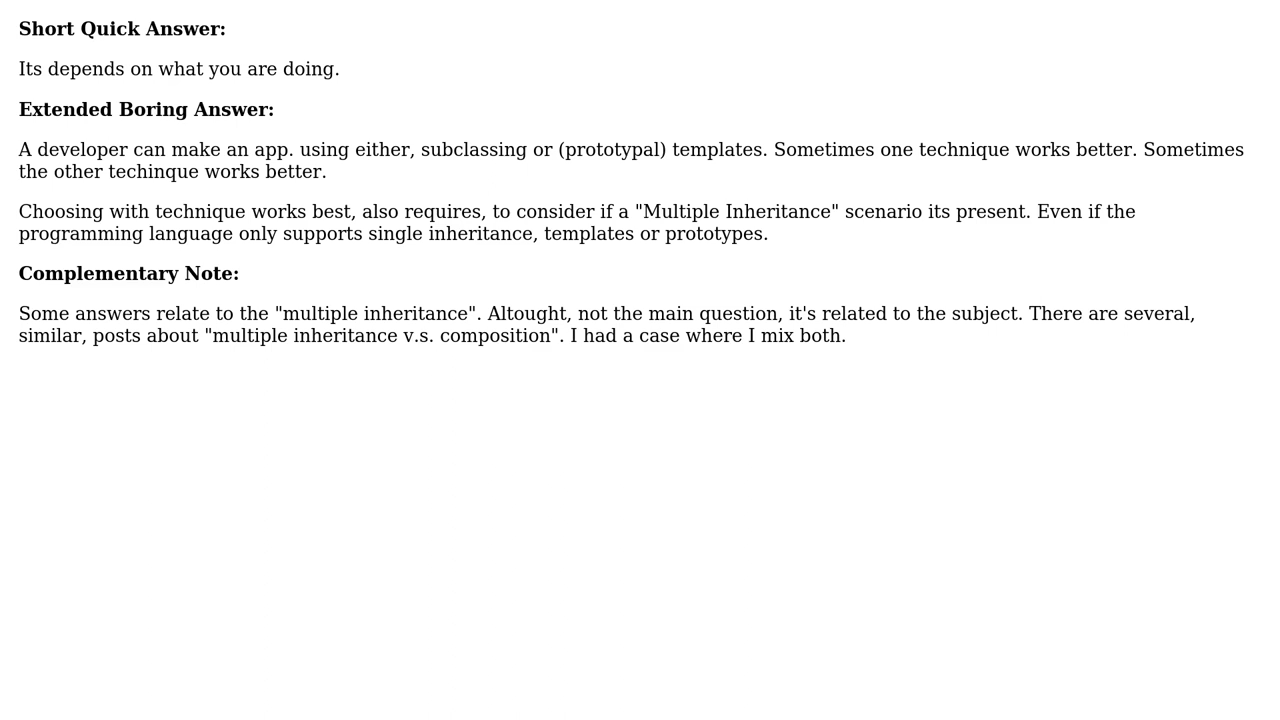 Short Quick Answer:
Its depends on what you are doing.
Extended Boring Answer:
A developer can make an app. using either, subclassing or (prototypal) templates. Sometimes one technique works better. Sometimes
the other techinque works better.
Choosing with technique works best, also requires, to consider if a "Multiple Inheritance" scenario its present. Even if the
programming language only supports single inheritance, templates or prototypes.
Complementary Note:
Some answers relate to the "multiple inheritance". Altought, not the main question, it's related to the subject. There are several,
similar, posts about "multiple inheritance v.s. composition". I had a case where I mix both.